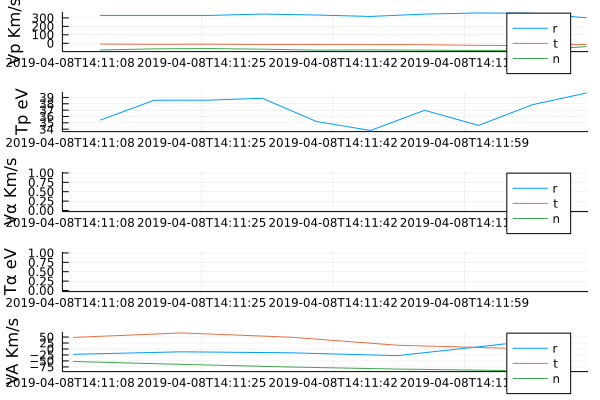 Vp Km/s
300
200
100
0
r
t
n
2019-04-08T14:11:08 2019-04-08T14:11:25 2019-04-08T14:11:42 2019-04-08T14:11
Tp eV
39
38
37
36
35
34
2019-04-08T14:11:08 2019-04-08T14:11:25 2019-04-08T14:11:42 2019-04-08T14:11:59
Vα Km/s
1.00
0.75
0.50
0.25
0.00
r
t
n
2019-04-08T14:11:08 2019-04-08T14:11:25 2019-04-08T14:11:42 2019-04-08T14:11
Tα eV
1.00
0.75
0.50
0.25
0.00
2019-04-08T14:11:08 2019-04-08T14:11:25 2019-04-08T14:11:42 2019-04-08T14:11:59
VA Km/s
50
25
0
−25
−50
−75
r
t
n
2019-04-08T14:11:08 2019-04-08T14:11:25 2019-04-08T14:11:42 2019-04-08T14:11